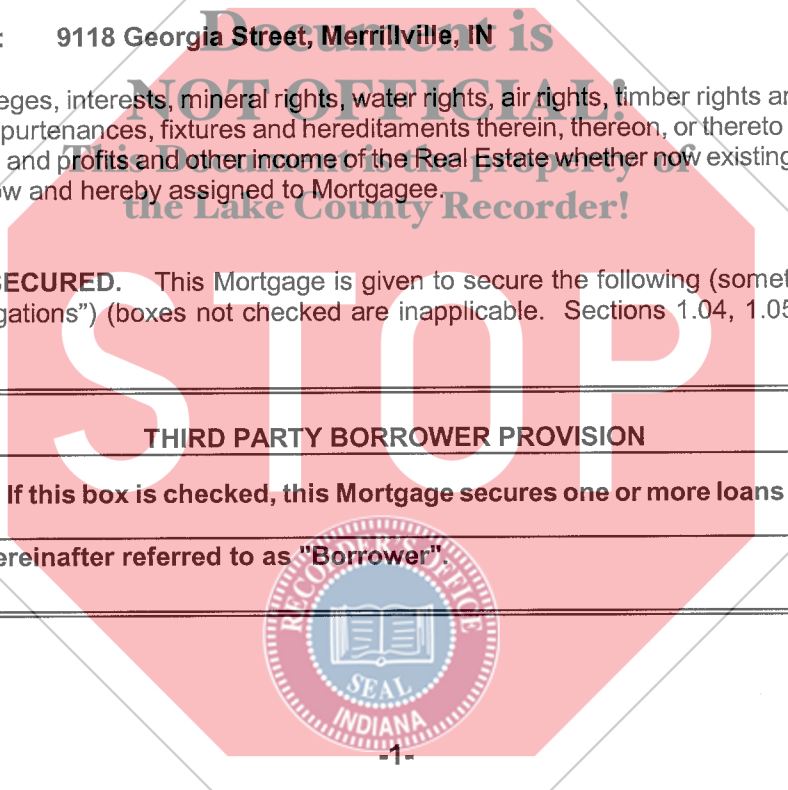 : 9118 Georgia Street, Merrillville, IN
Document is
eges, interests, mineral rights, water rights, air rights, timber rights a
NOT OFFICIAL!
purtenances, fixtures and hereditaments therein, thereon, or thereto
and profits and other income of the Real Estate whether now existing
This Document is the property of
ow and hereby assigned to Mortgagee.
the Lake County Recorder!
SECURED. This Mortgage is given to secure the following (somet
gations”) (boxes not checked are inapplicable. Sections 1.04, 1.05
STOP
THIRD PARTY BORROWER PROVISION
If this box is checked, this Mortgage secures one or more loans
ereinafter referred to as "Borrower".
RECORDER'S OFFICE
SEAL
INDIANA
-1-